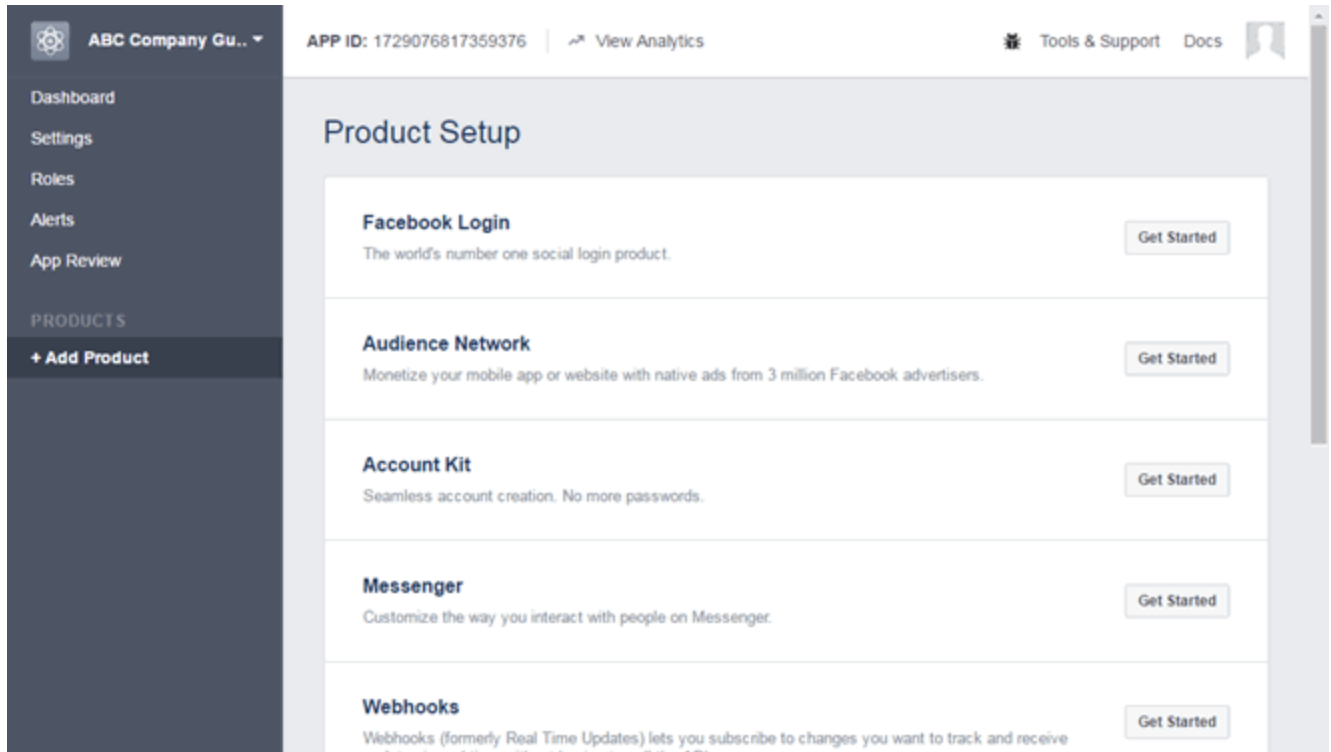 ABC Company Gu..
APP ID: 1729076817359376
View Analytics
Tools & Support
Docs
Dashboard
Settings
Roles
Alerts
App Review
PRODUCTS
+ Add Product
Product Setup
Facebook Login
The world's number one social login product.
Get Started
Audience Network
Monetize your mobile app or website with native ads from 3 million Facebook advertisers.
Get Started
Account Kit
Seamless account creation. No more passwords.
Get Started
Messenger
Customize the way you interact with people on Messenger.
Get Started
Webhooks
Webhooks (formerly Real Time Updates) lets you subscribe to changes you want to track and receive
Get Started